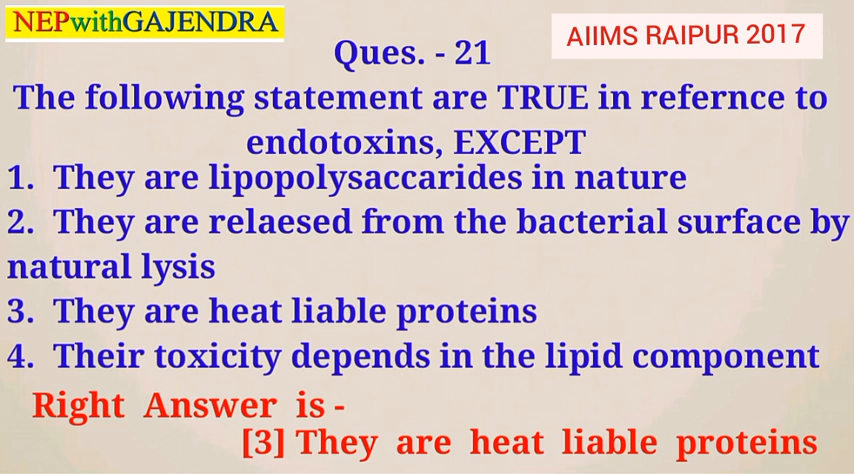 NEPwithGAJENDRA
AIIMS RAIPUR 2017
Ques. - 21
The following statement are TRUE in refernce to
endotoxins, EXCEPT
1. They are lipopolysaccarides in nature
2. They are relaesed from the bacterial surface by
natural lysis
3. They are heat liable proteins
4. Their toxicity depends in the lipid component
Right Answer is -
[3] They are heat liable proteins